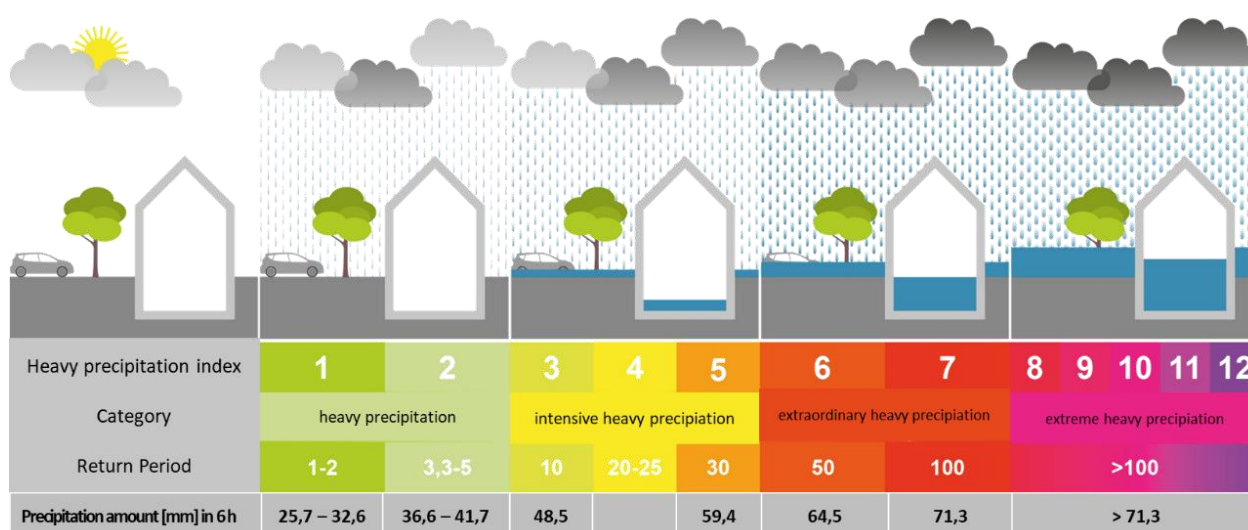 Heavy precipitation index 1 2 3 4 5 6 7 8 9 10 11 12
Category heavy precipitation intensive heavy precipiation extraordinary heavy precipiation extreme heavy precipiation
Return Period 1-2 3,3-5 10 20-25 30 50 100 >100
Precipitation amount [mm] in 6 h 25,7 – 32,6 36,6 – 41,7 48,5 59,4 64,5 71,3 > 71,3